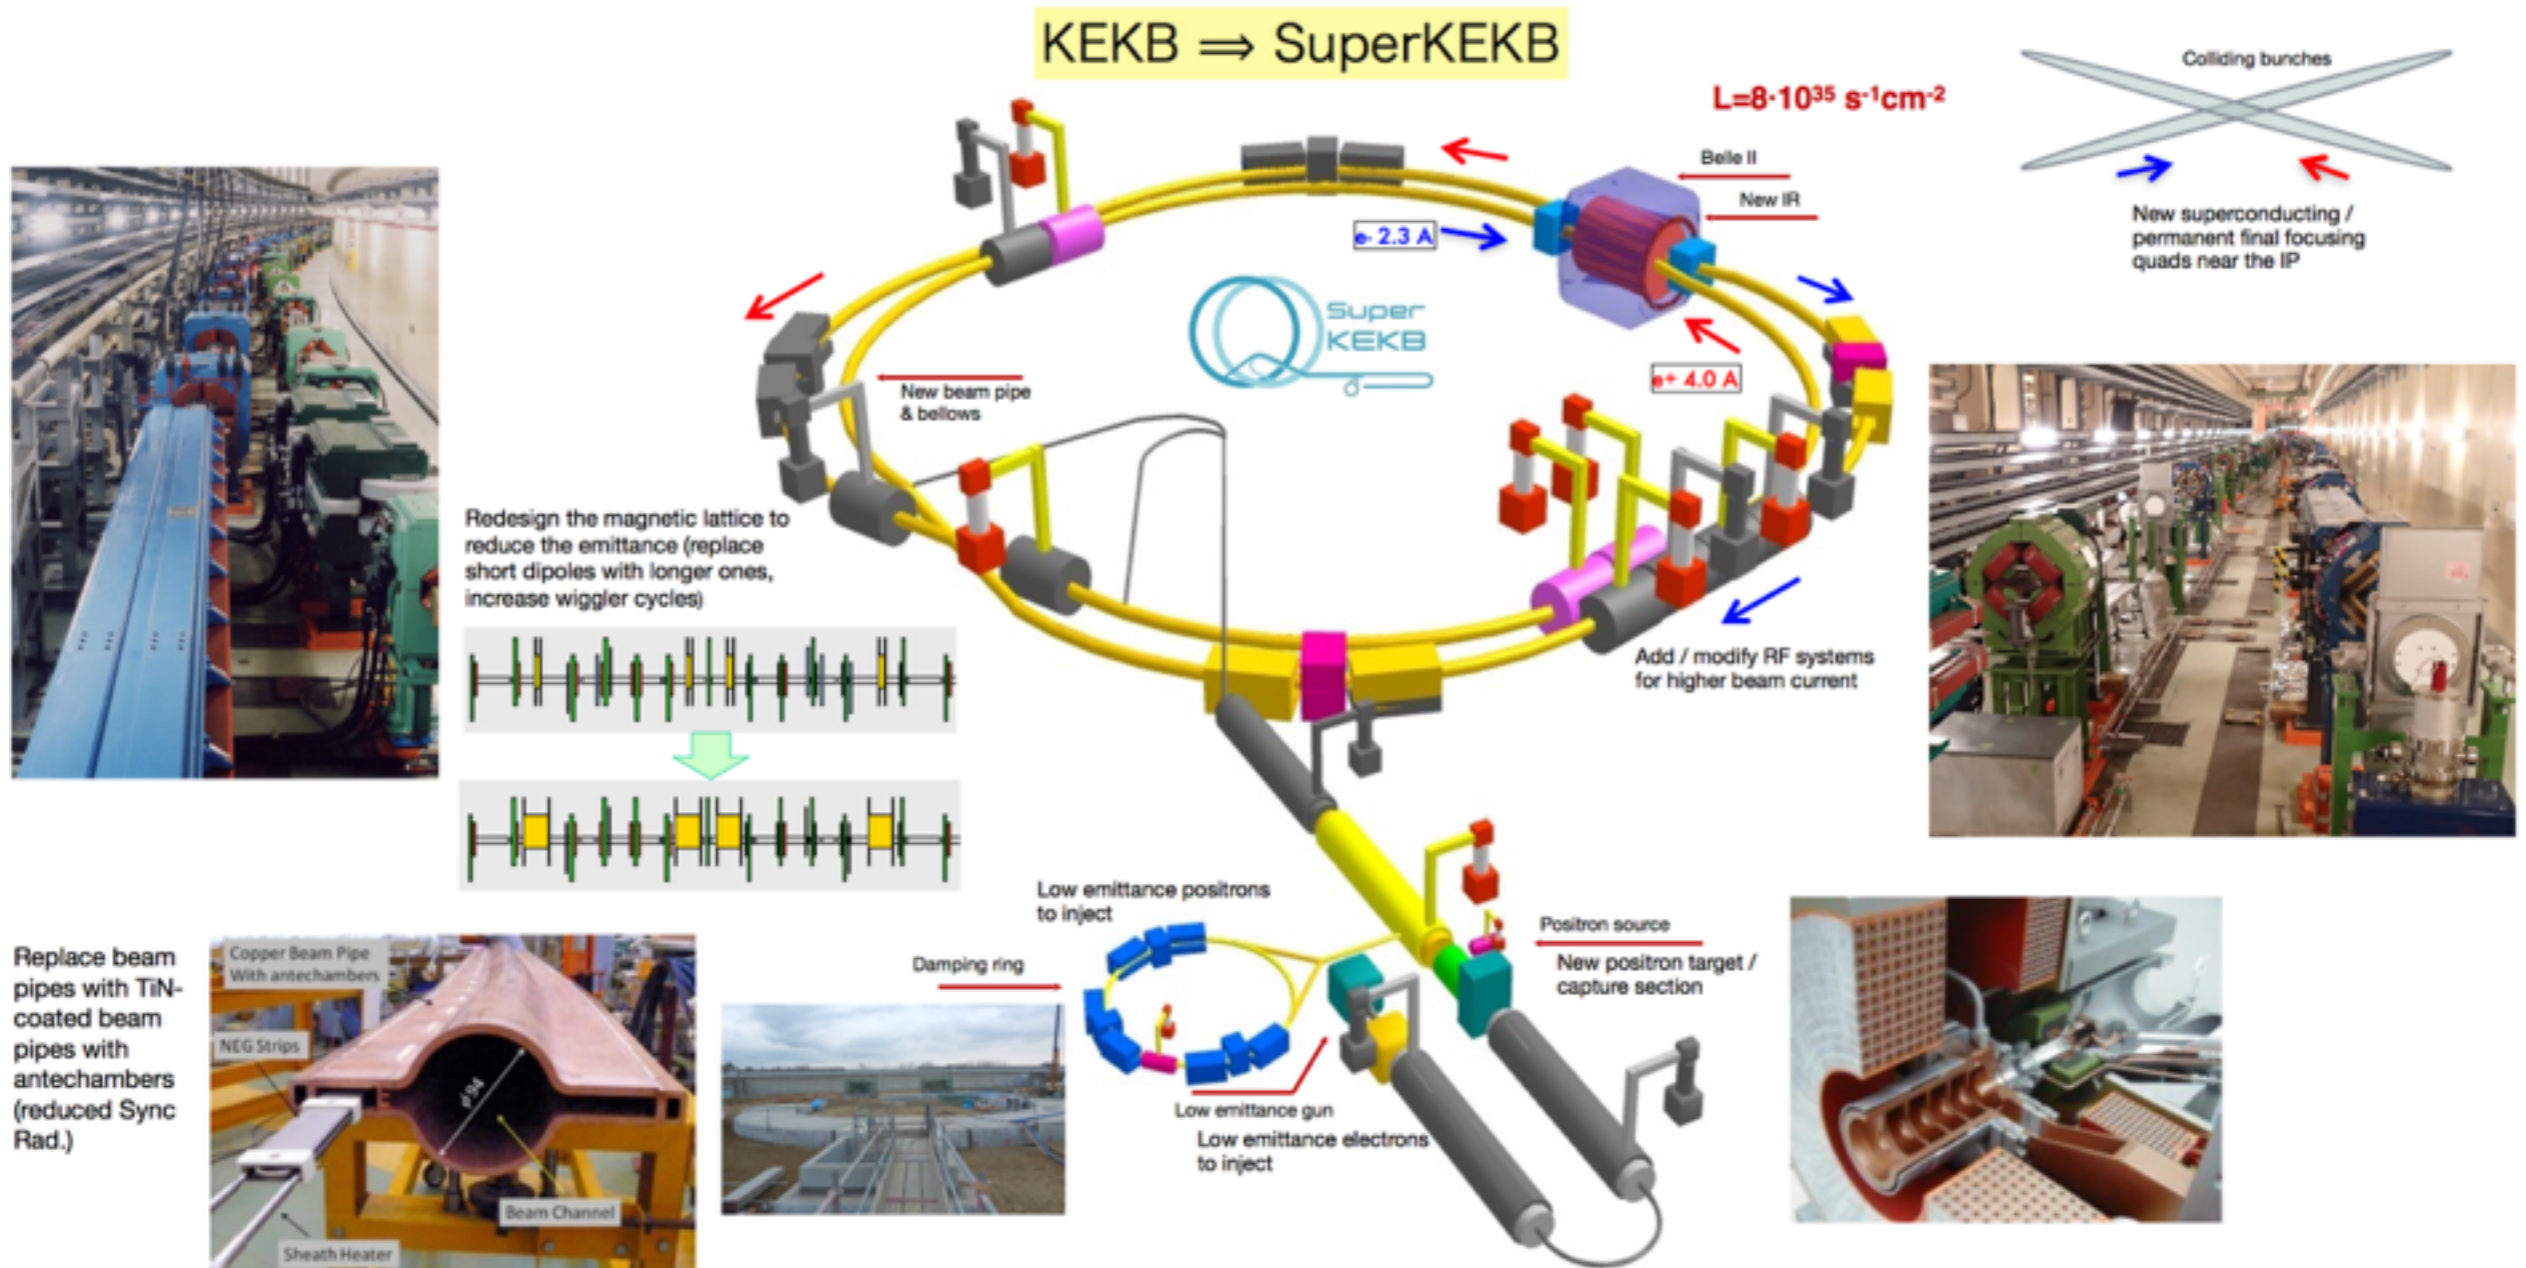 KEKB ⇒ SuperKEKB
L=8·10³⁵ s⁻¹cm⁻²
Colliding bunches
New superconducting /
permanent final focusing
quads near the IP
Belle II
New IR
e- 2.3 A
e+ 4.0 A
Super
KEKB
New beam pipe
& bellows
Redesign the magnetic lattice to
reduce the emittance (replace
short dipoles with longer ones,
increase wiggler cycles)
Add / modify RF systems
for higher beam current
Low emittance positrons
to inject
Damping ring
Positron source
New positron target /
capture section
Low emittance gun
Low emittance electrons
to inject
Replace beam
pipes with TiN-
coated beam
pipes with
antechambers
(reduced Sync
Rad.)
Copper Beam Pipe
With antechambers
NEG Strips
ø94
Beam Channel
Sheath Heater